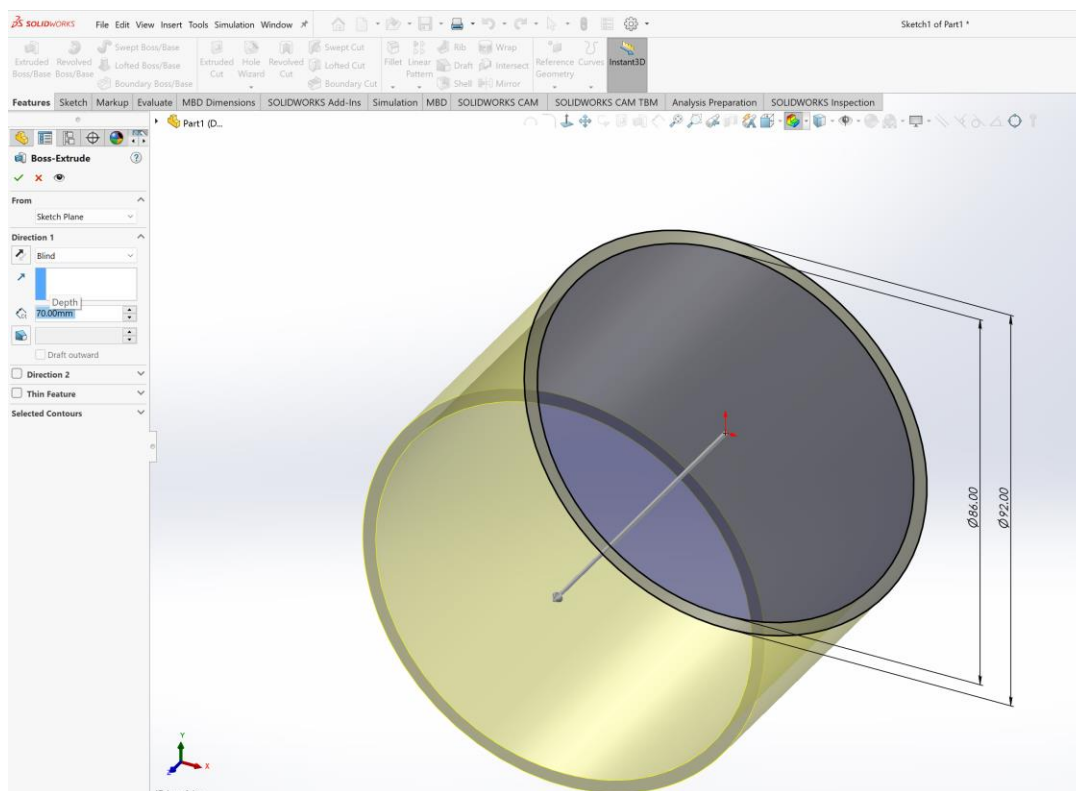 SOLIDWORKS File Edit View Insert Tools Simulation Window Sketch1 of Part1 *
Extruded Boss/Base Revolved Boss/Base Swept Boss/Base Lofted Boss/Base Boundary Boss/Base Extruded Cut Hole Wizard Revolved Cut Swept Cut Lofted Cut Boundary Cut Fillet Linear Pattern Rib Draft Shell Wrap Intersect Mirror Reference Geometry Curves Instant3D
Features Sketch Markup Evaluate MBD Dimensions SOLIDWORKS Add-Ins Simulation MBD SOLIDWORKS CAM SOLIDWORKS CAM TBM Analysis Preparation SOLIDWORKS Inspection
Part1 (D...
Boss-Extrude
From
Sketch Plane
Direction 1
Blind
Depth
70.00mm
Draft outward
Direction 2
Thin Feature
Selected Contours
Ø86.00
Ø92.00
Y
X
Z